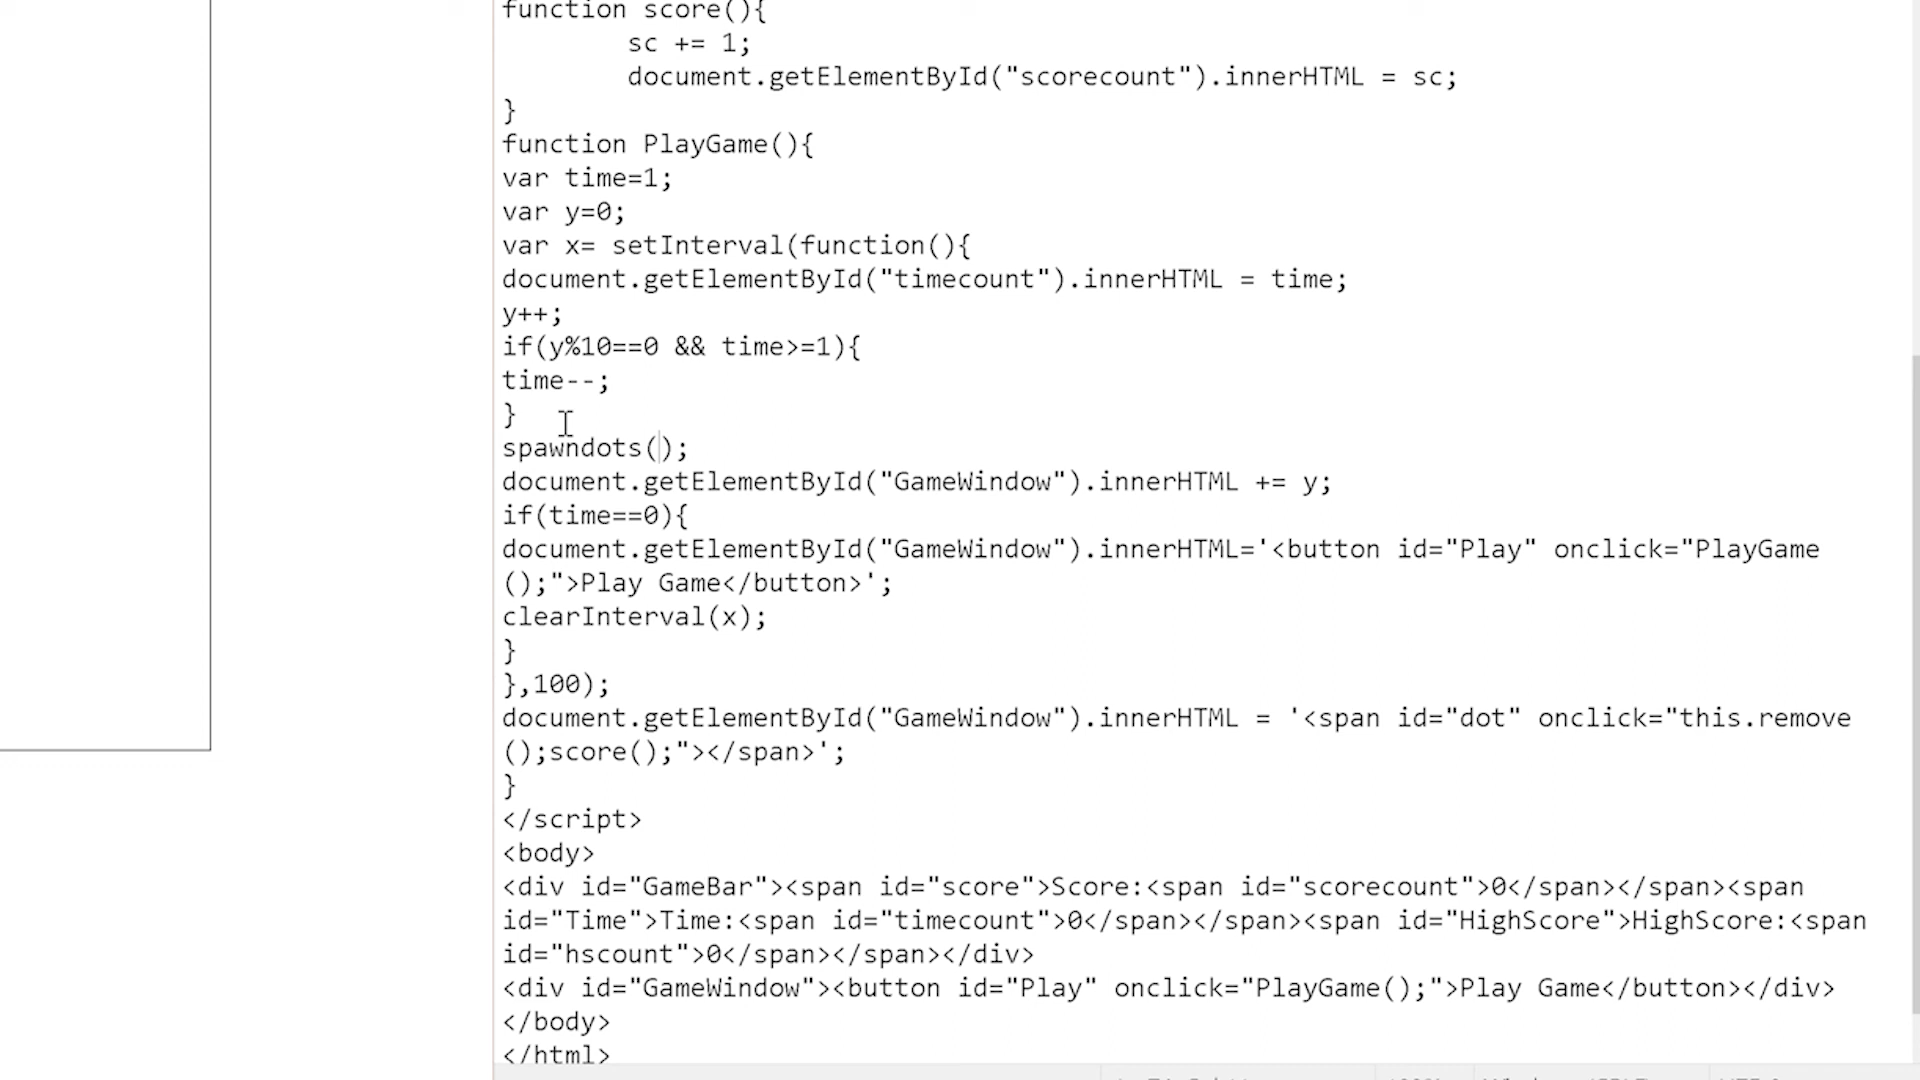 function score(){
sc += 1;
document.getElementById("scorecount").innerHTML = sc;
}
function PlayGame(){
var time=1;
var y=0;
var x= setInterval(function(){
document.getElementById("timecount").innerHTML = time;
y++;
if(y%10==0 && time>=1){
time--;
}
spawndots();
document.getElementById("GameWindow").innerHTML += y;
if(time==0){
document.getElementById("GameWindow").innerHTML='<button id="Play" onclick="PlayGame
();">Play Game</button>';
clearInterval(x);
}
},100);
document.getElementById("GameWindow").innerHTML = '<span id="dot" onclick="this.remove
();score();"></span>';
}
</script>
<body>
<div id="GameBar"><span id="score">Score:<span id="scorecount">0</span></span><span
id="Time">Time:<span id="timecount">0</span></span><span id="HighScore">HighScore:<span
id="hscount">0</span></span></div>
<div id="GameWindow"><button id="Play" onclick="PlayGame();">Play Game</button></div>
</body>
</html>